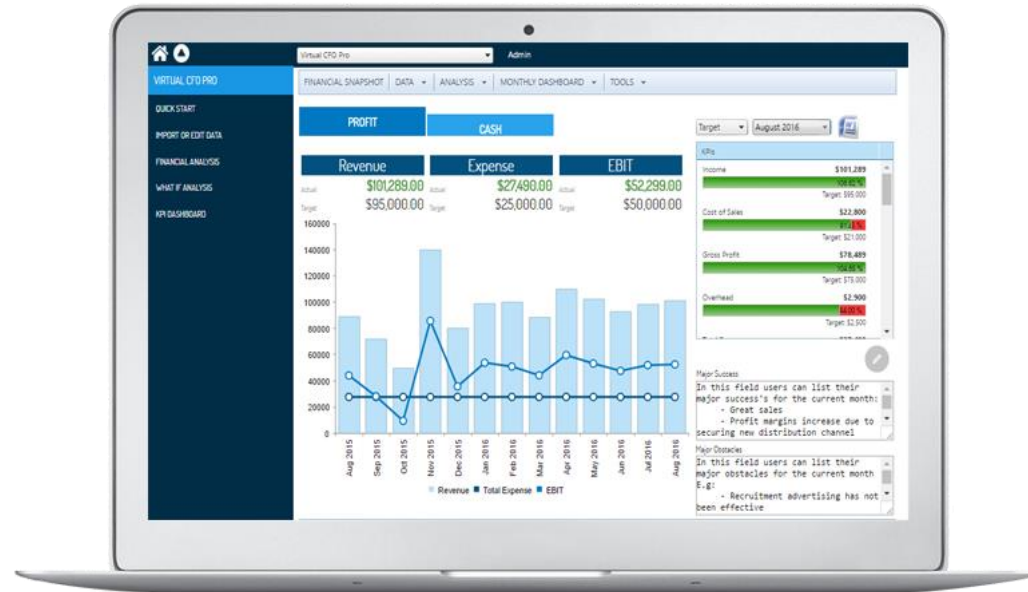 Virtual CFO Pro
Admin
VIRTUAL CFO PRO
FINANCIAL SNAPSHOT
DATA
ANALYSIS
MONTHLY DASHBOARD
TOOLS
QUICK START
IMPORT OR EDIT DATA
FINANCIAL ANALYSIS
WHAT IF ANALYSIS
KPI DASHBOARD
PROFIT
CASH
Revenue
Actual $101,289.00
Target $95,000.00
Expense
Actual $27,490.00
Target $25,000.00
EBIT
Actual $52,299.00
Target $50,000.00
160000
140000
120000
100000
80000
60000
40000
20000
0
Aug 2015
Sep 2015
Oct 2015
Nov 2015
Dec 2015
Jan 2016
Feb 2016
Mar 2016
Apr 2016
May 2016
Jun 2016
Jul 2016
Aug 2016
Revenue Total Expense EBIT
Target
August 2016
KPIs
Income $101,289
106.62 %
Target: $95,000
Cost of Sales $22,800
Target: $21,000
Gross Profit $78,489
104.65 %
Target: $75,000
Overhead $2,900
84.00 %
Target: $2,500
Major Success
In this field users can list their
major success's for the current month:
- Great sales
- Profit margins increase due to
securing new distribution channel
Major Obstacles
In this field users can list their
major obstacles for the current month
E.g:
- Recruitment advertising has not
been effective